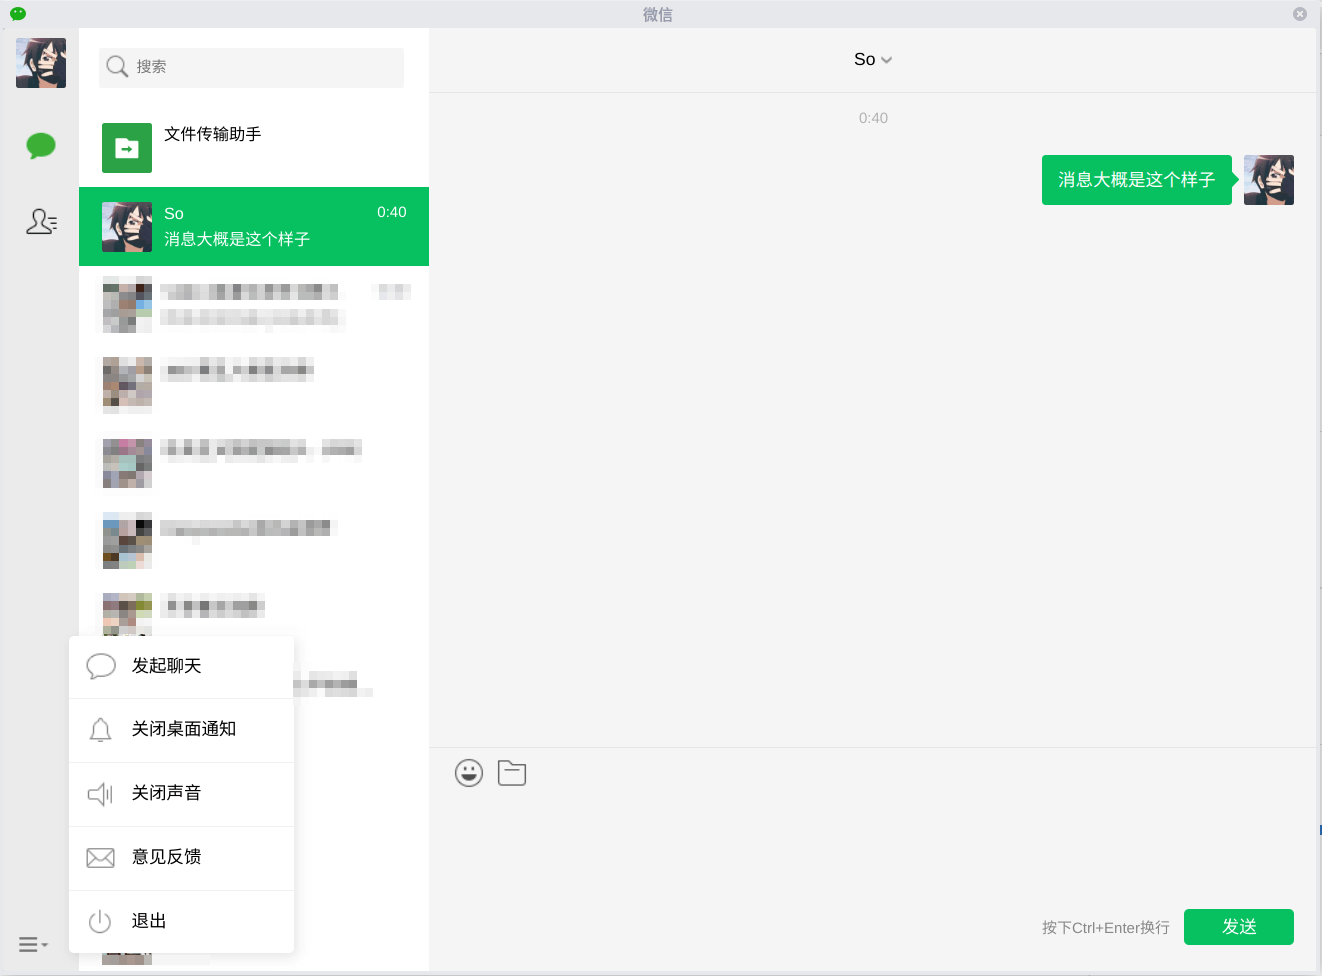 微信
搜索
文件传输助手
So
0:40
消息大概是这个样子
So
0:40
消息大概是这个样子
发起聊天
关闭桌面通知
关闭声音
意见反馈
退出
按下Ctrl+Enter换行
发送